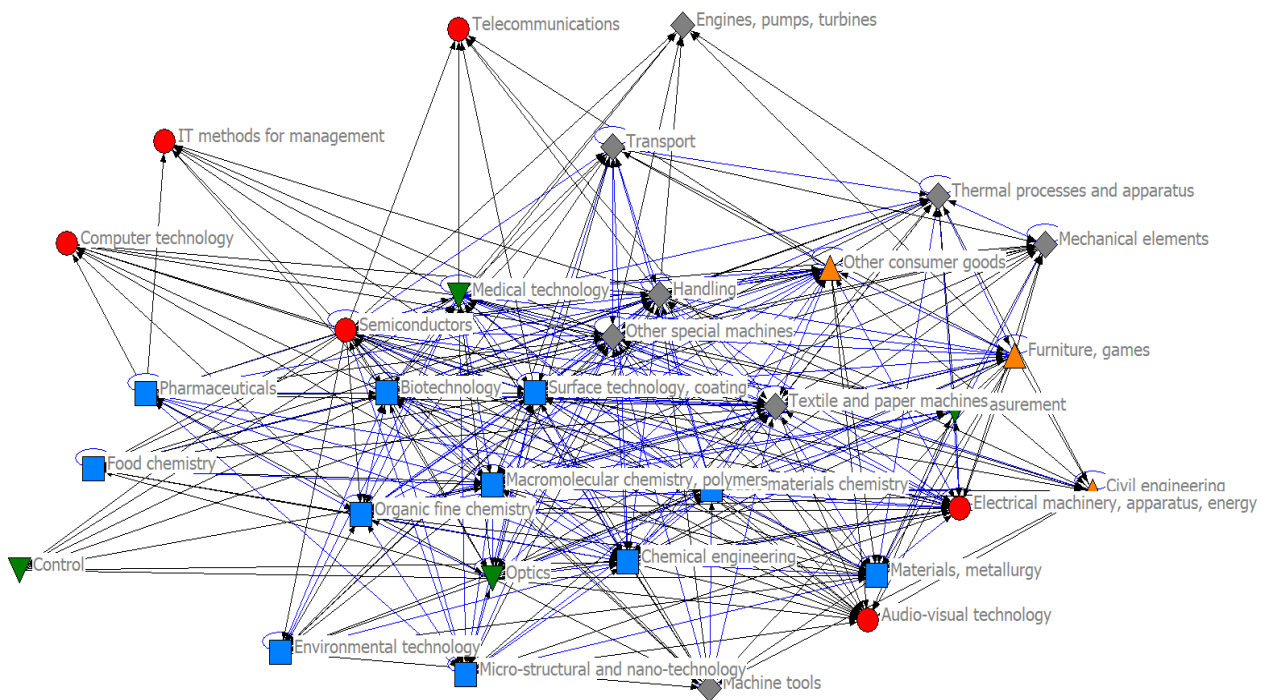 Telecommunications
Engines, pumps, turbines
IT methods for management
Transport
Thermal processes and apparatus
Computer technology
Mechanical elements
Other consumer goods
Medical technology
Handling
Semiconductors
Other special machines
Furniture, games
Pharmaceuticals
Biotechnology
Surface technology, coating
Textile and paper machines
asurement
Food chemistry
Macromolecular chemistry, polymers
materials chemistry
Civil engineering
Organic fine chemistry
Electrical machinery, apparatus, energy
Control
Optics
Chemical engineering
Materials, metallurgy
Audio-visual technology
Environmental technology
Micro-structural and nano-technology
Machine tools